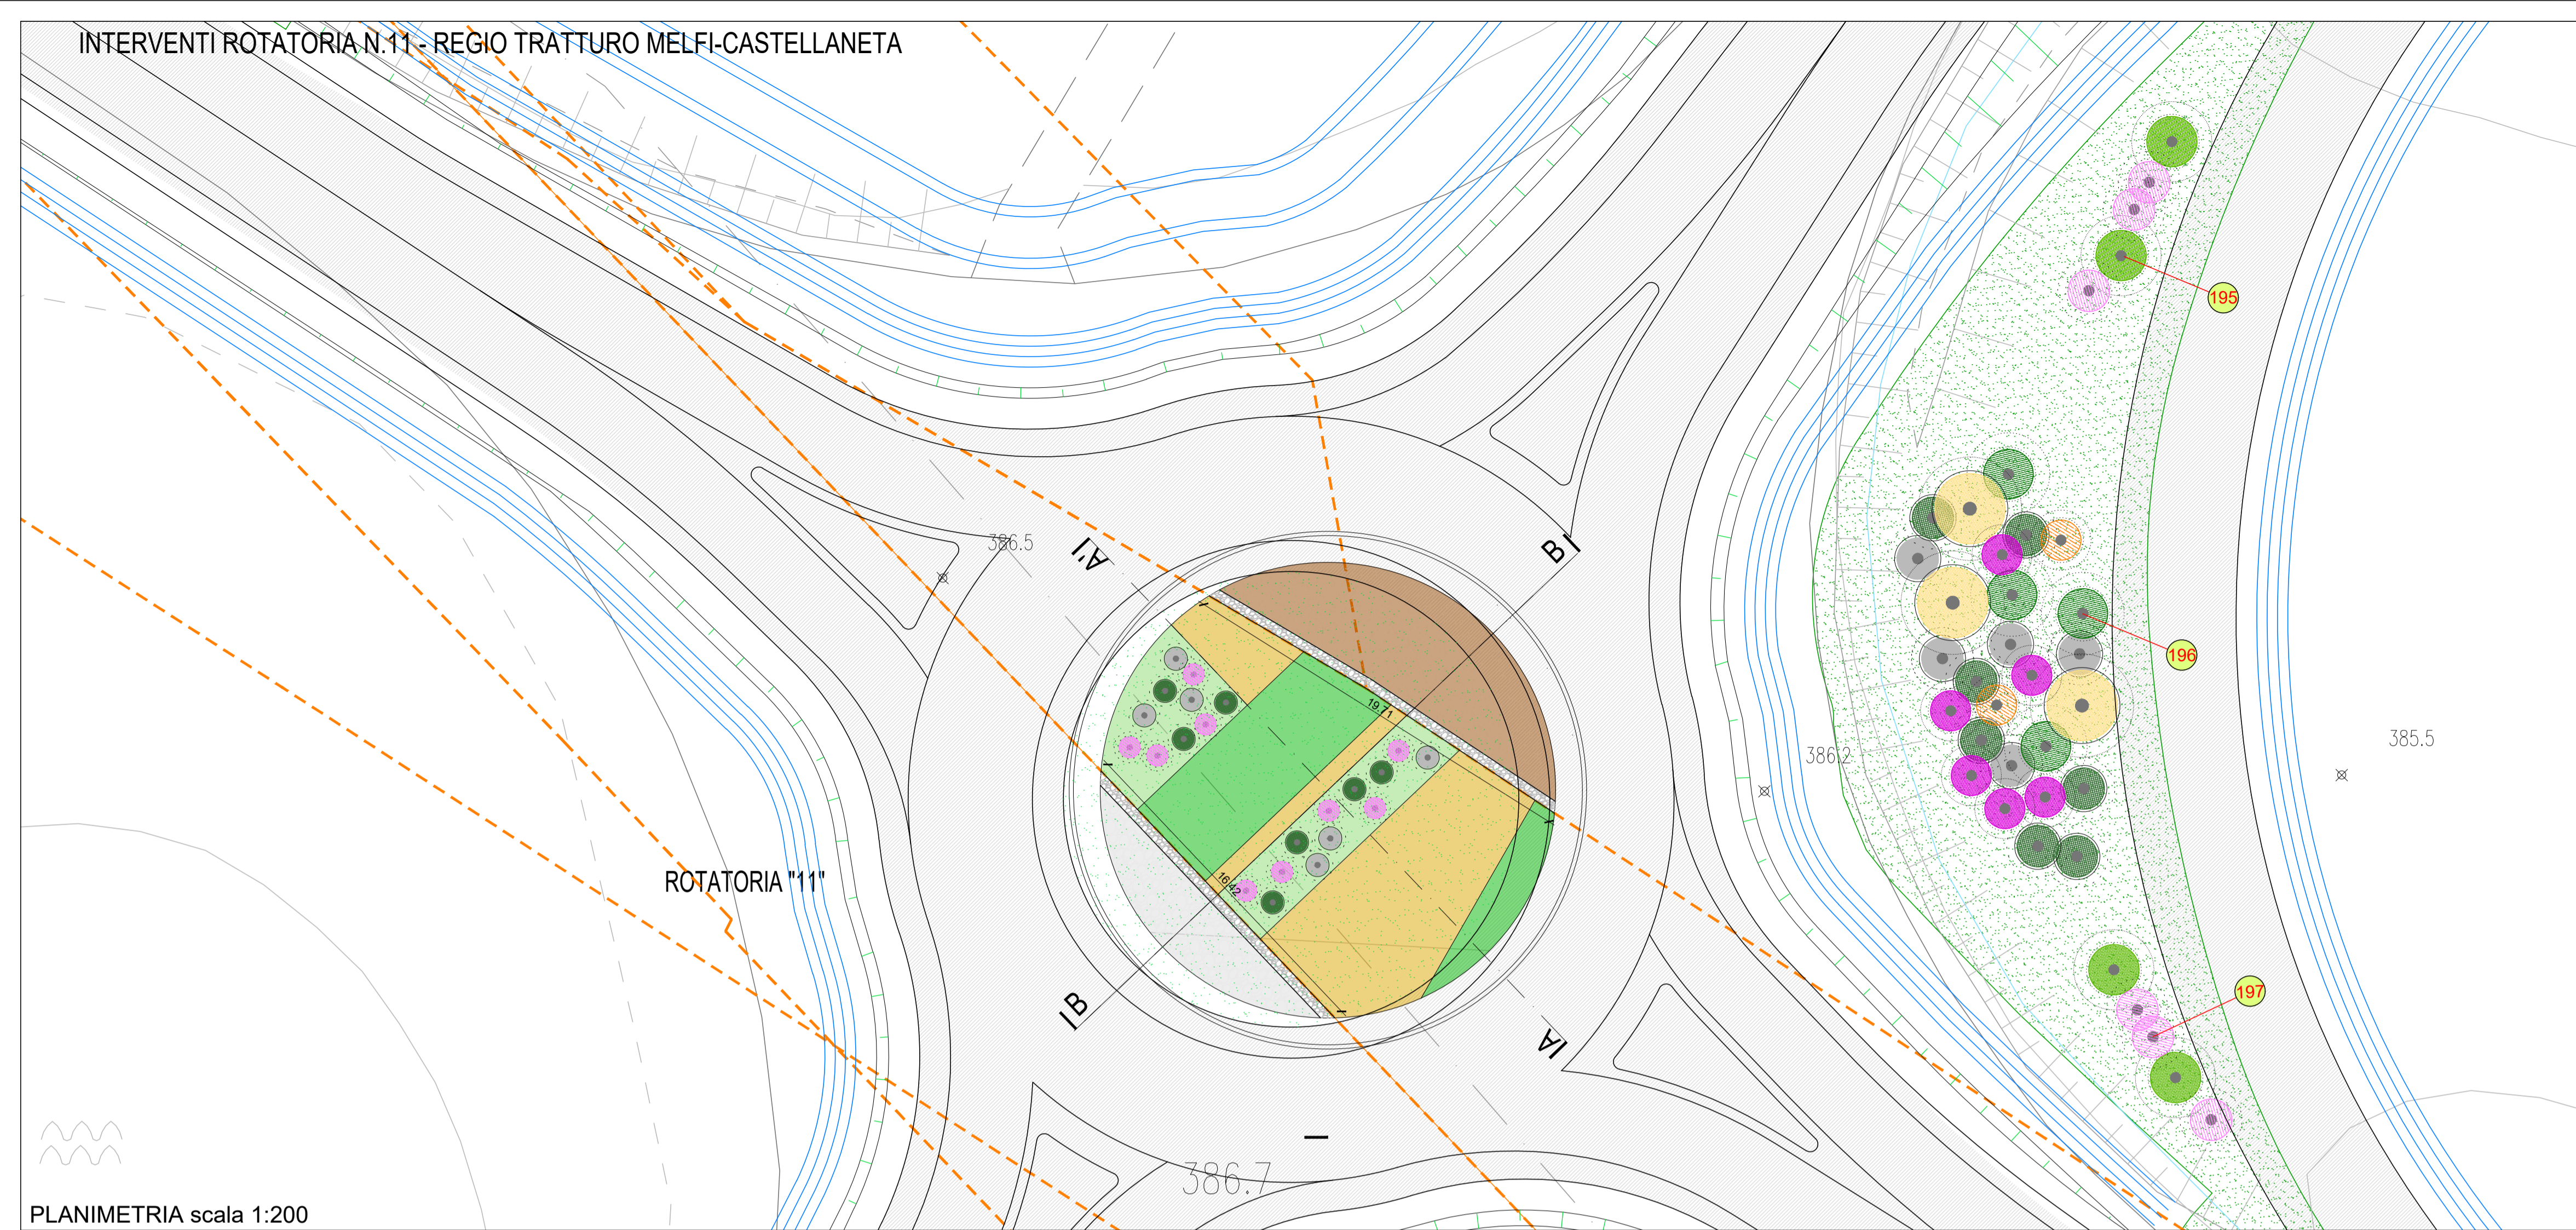 INTERVENTI ROTATORIA N.11 - REGIO TRATTURO MELFI-CASTELLANETA
195
386.5
A'
B
196
19.71
386.2
385.5
ROTATORIA "11"
16.42
197
B
A
386.7
PLANIMETRIA scala 1:200